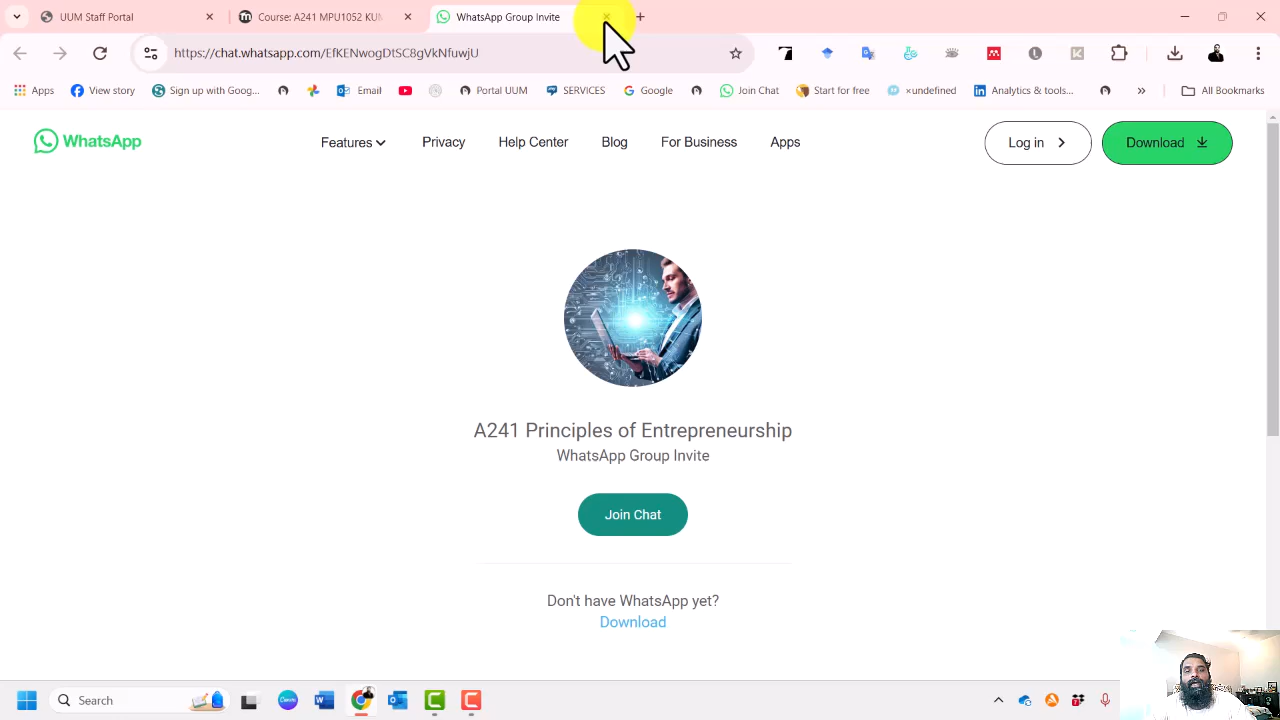 UUM Staff Portal
Course: A241 MPU1052 KUM
WhatsApp Group Invite
https://chat.whatsapp.com/EflENwogDtSC8qVkNfuwjU
Apps
View story
Sign up with Goog...
Email
Portal UUM
SERVICES
Google
Join Chat
Start for free
×undefined
Analytics & tools...
»
All Bookmarks
WhatsApp
Features
Privacy
Help Center
Blog
For Business
Apps
Log in
Download
A241 Principles of Entrepreneurship
WhatsApp Group Invite
Join Chat
Don't have WhatsApp yet?
Download
Search